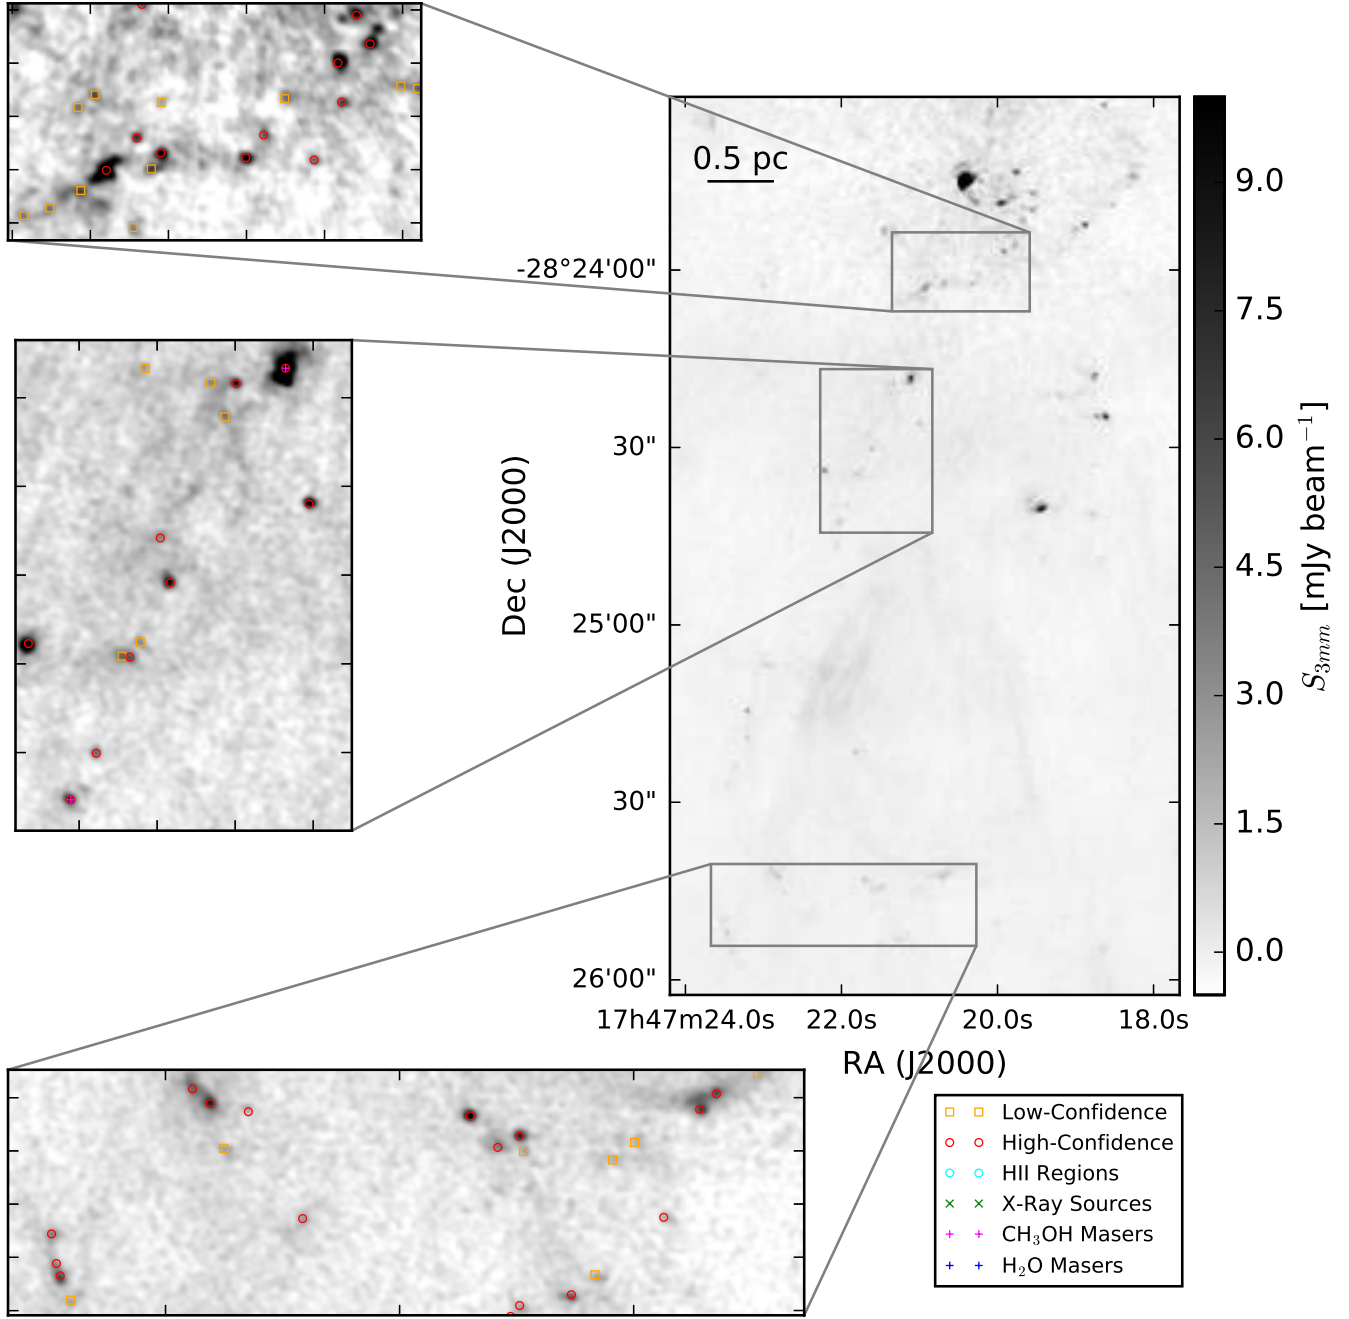 0.5 pc
-28°24'00"
30"
25'00"
30"
26'00"
Dec (J2000)
17h47m24.0s 22.0s 20.0s 18.0s
RA (J2000)
9.0
7.5
6.0
4.5
3.0
1.5
0.0
S₃ₘₘ [mJy beam⁻¹]
Low-Confidence
High-Confidence
HII Regions
X-Ray Sources
CH₃OH Masers
H₂O Masers